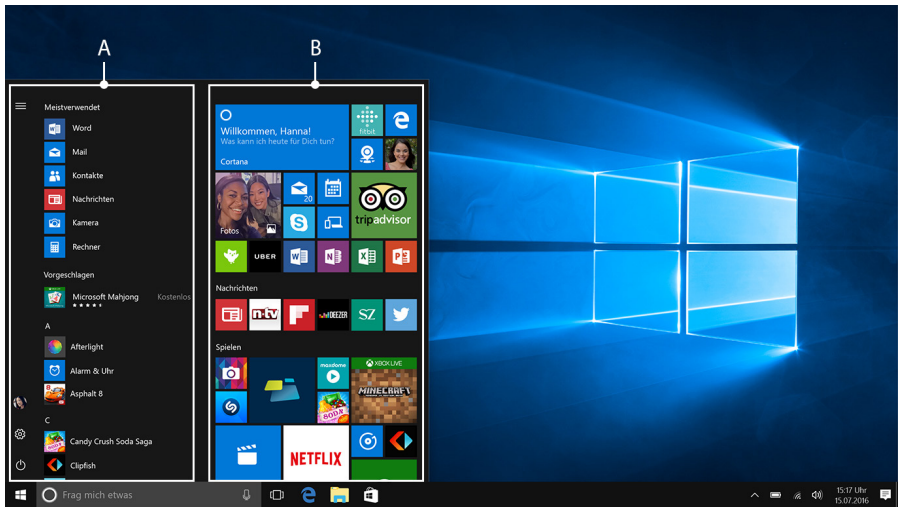 A
B
Meistverwendet
Word
Mail
Kontakte
Nachrichten
Kamera
Rechner
Vorgeschlagen
Microsoft Mahjong Kostenlos
A
Afterlight
Alarm & Uhr
Asphalt 8
C
Candy Crush Soda Saga
Clipfish
Willkommen, Hanna!
Was kann ich heute für Dich tun?
Cortana
fitbit
Fotos
20
tripadvisor
UBER
Nachrichten
n-tv
DEEZER
SZ
Spielen
maxdome
XBOX LIVE
MINECRAFT
SODA
NETFLIX
Frag mich etwas
15:17 Uhr
15.07.2016